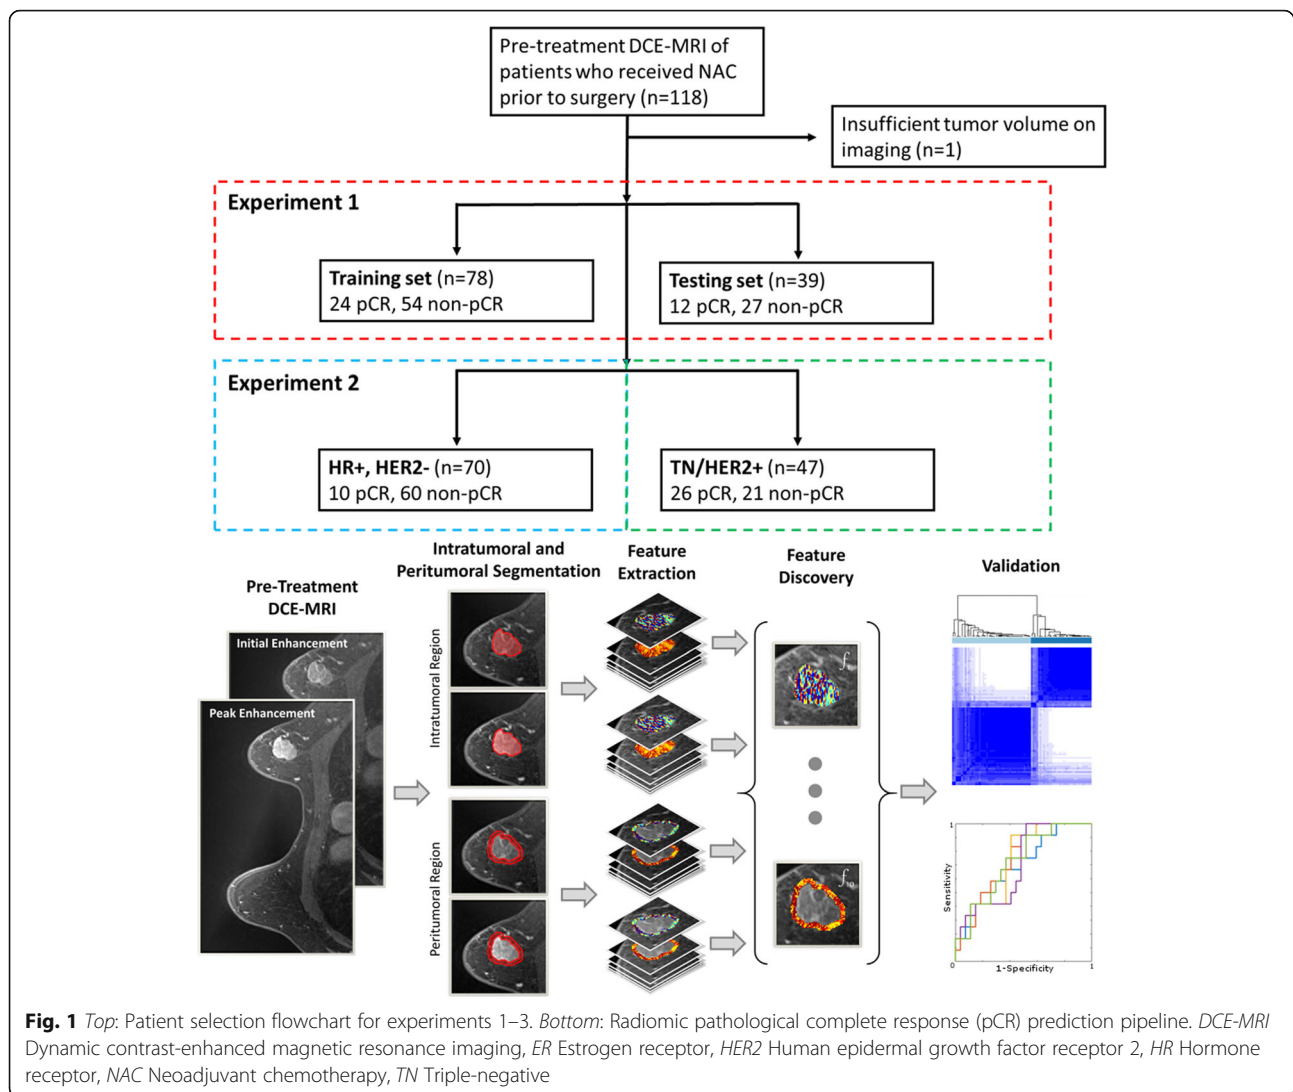 Pre-treatment DCE-MRI of
patients who received NAC
prior to surgery (n=118)
Insufficient tumor volume on
imaging (n=1)
Experiment 1
Training set (n=78)
24 pCR, 54 non-pCR
Testing set (n=39)
12 pCR, 27 non-pCR
Experiment 2
HR+, HER2- (n=70)
10 pCR, 60 non-pCR
TN/HER2+ (n=47)
26 pCR, 21 non-pCR
Pre-Treatment
DCE-MRI
Initial Enhancement
Peak Enhancement
Intratumoral and
Peritumoral Segmentation
Intratumoral Region
Peritumoral Region
Feature
Extraction
Feature
Discovery
Validation
1
Sensitivity
0
1-Specificity
1
Fig. 1 Top: Patient selection flowchart for experiments 1–3. Bottom: Radiomic pathological complete response (pCR) prediction pipeline. DCE-MRI
Dynamic contrast-enhanced magnetic resonance imaging, ER Estrogen receptor, HER2 Human epidermal growth factor receptor 2, HR Hormone
receptor, NAC Neoadjuvant chemotherapy, TN Triple-negative